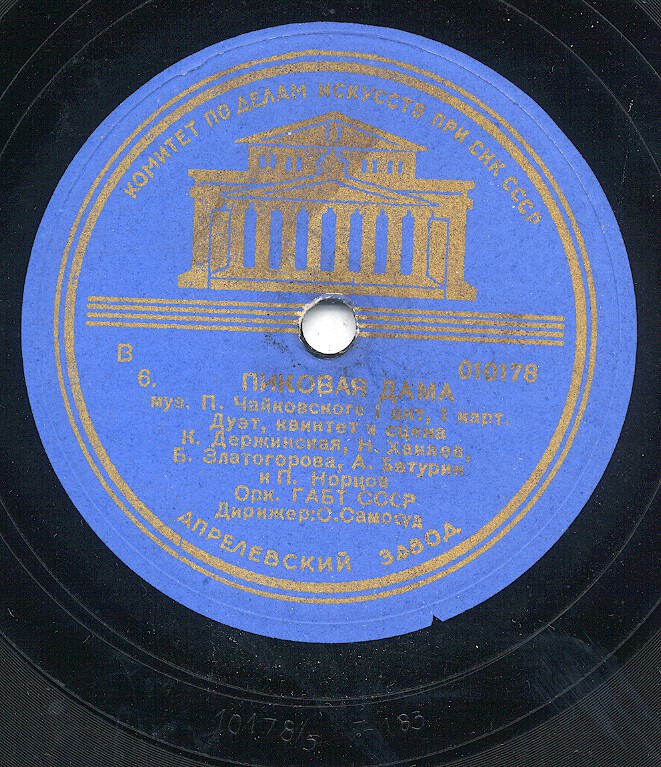 КОМИТЕТ ПО ДЕЛАМ ИСКУССТВ ПРИ СНК СССР
В
010178
6. ПИКОВАЯ ДАМА
муз. П. Чайковского 1 акт, 1 карт.
Дуэт, квинтет и сцена
К. Держинская, Н. Ханаев,
Б. Златогорова, А. Батурин
и П. Норцов
Орк. ГАБТ СССР
Дирижер: С. Самосуд
АПРЕЛЕВСКИЙ ЗАВОД
10178/5 83